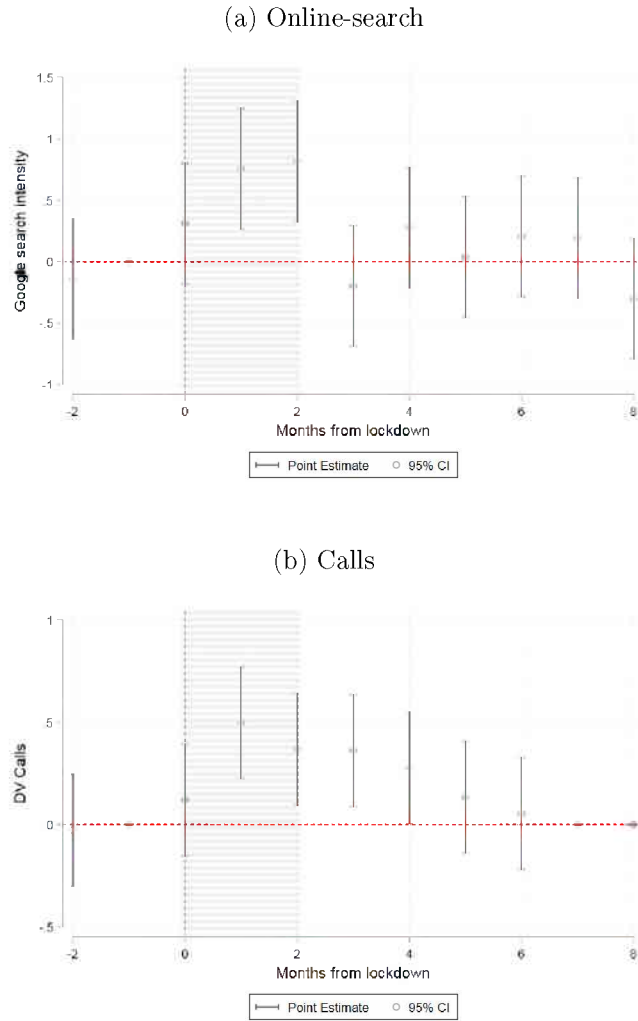 (a) Online-search
1.5
1
.5
0
-.5
-1
Google search intensity
-2 0 2 4 6 8
Months from lockdown
Point Estimate 95% CI
(b) Calls
1
.5
0
-.5
DV Calls
-2 0 2 4 6 8
Months from lockdown
Point Estimate 95% CI